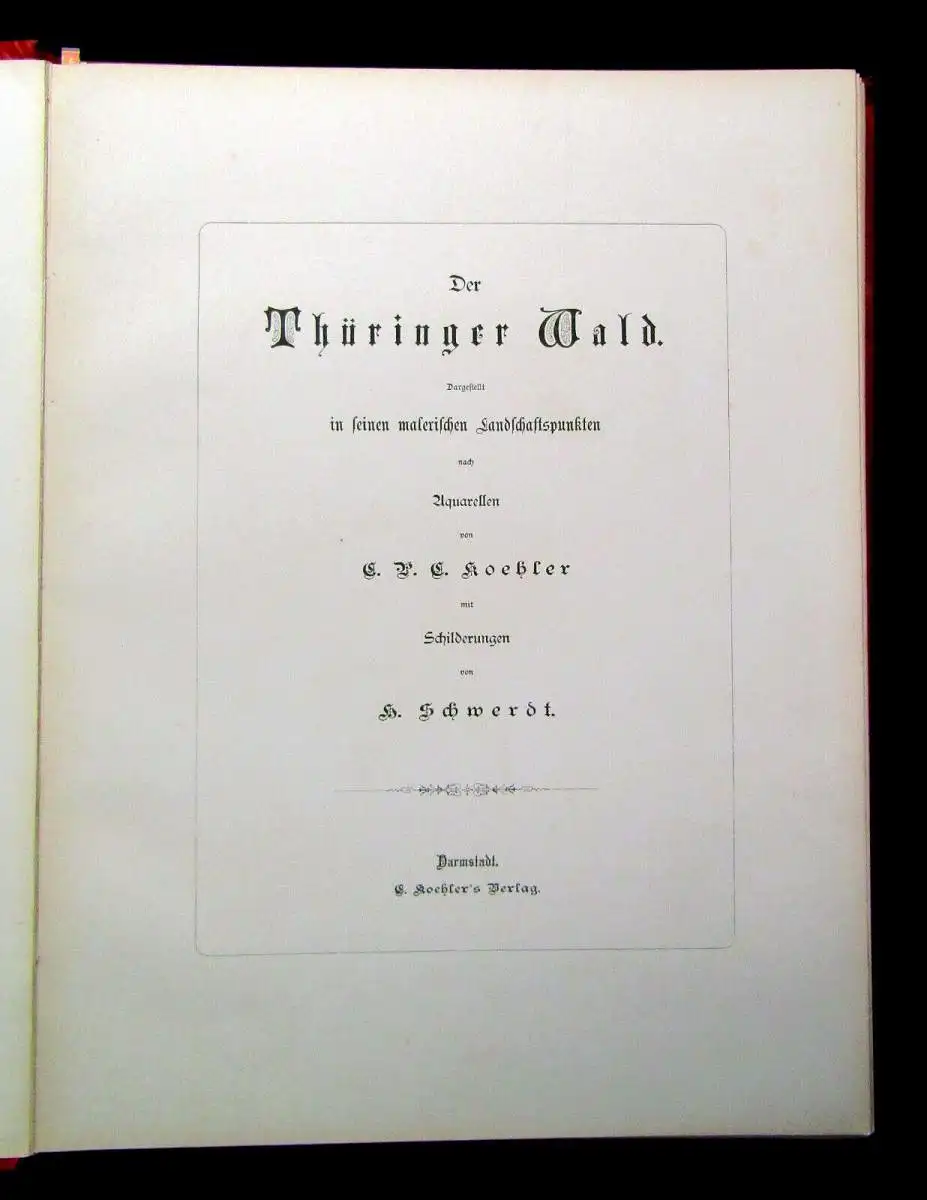 Der
Thüringer Wald.
Dargeſtellt
in ſeinen maleriſchen Landſchaftspunkten
nach
Aquarellen
von
C. P. C. Koehler
mit
Schilderungen
von
H. Schwerdt.
Darmstadt.
C. Koehler's Verlag.